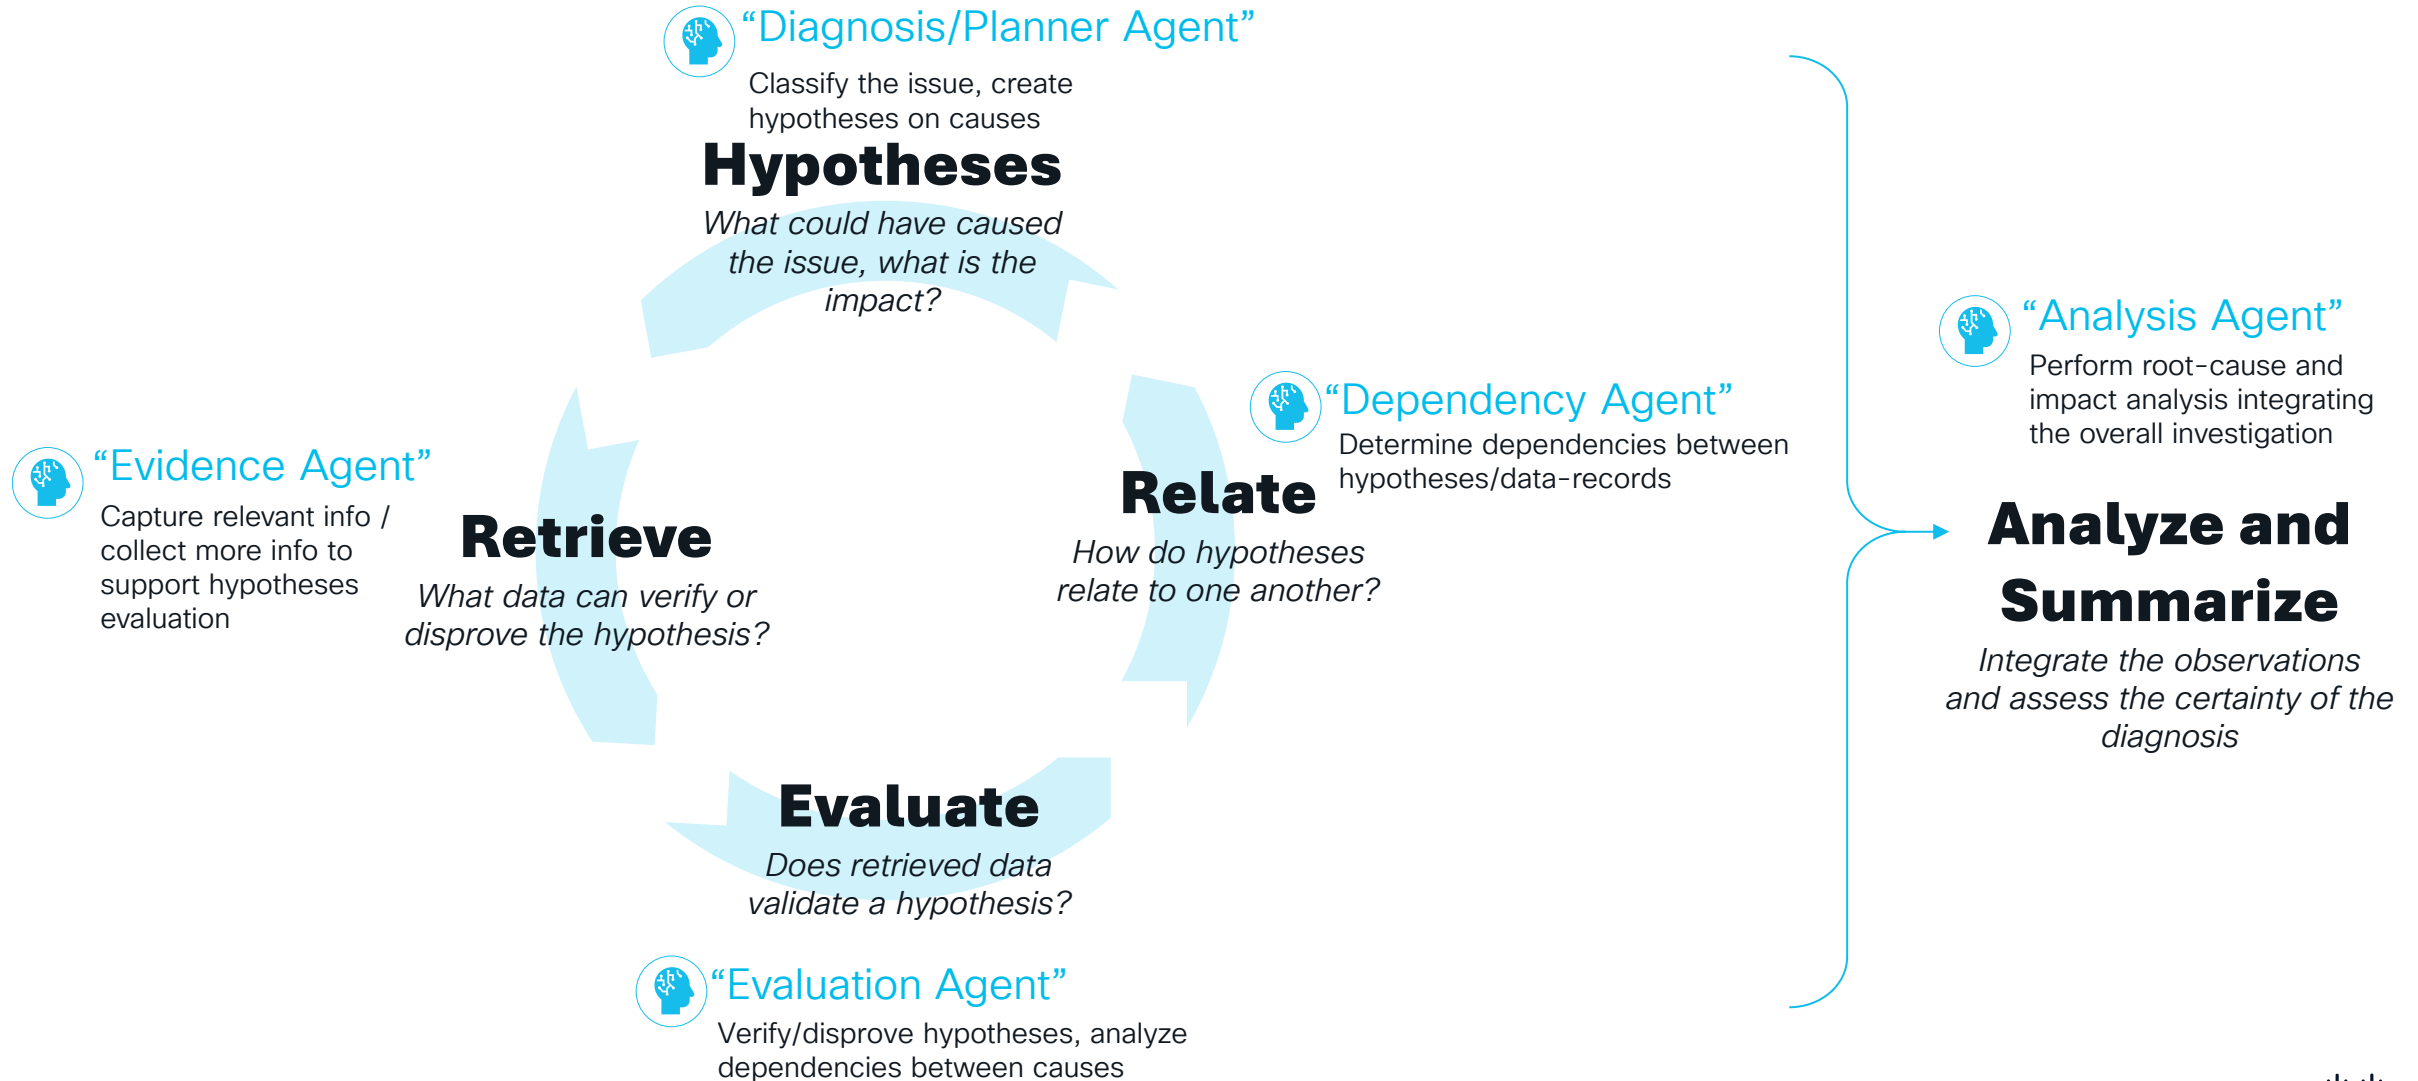 “Diagnosis/Planner Agent”
Classify the issue, create
hypotheses on causes
Hypotheses
What could have caused
the issue, what is the
impact?
“Dependency Agent”
Determine dependencies between
hypotheses/data-records
Relate
How do hypotheses
relate to one another?
“Evidence Agent”
Capture relevant info /
collect more info to
support hypotheses
evaluation
Retrieve
What data can verify or
disprove the hypothesis?
Evaluate
Does retrieved data
validate a hypothesis?
“Evaluation Agent”
Verify/disprove hypotheses, analyze
dependencies between causes
“Analysis Agent”
Perform root-cause and
impact analysis integrating
the overall investigation
Analyze and
Summarize
Integrate the observations
and assess the certainty of the
diagnosis